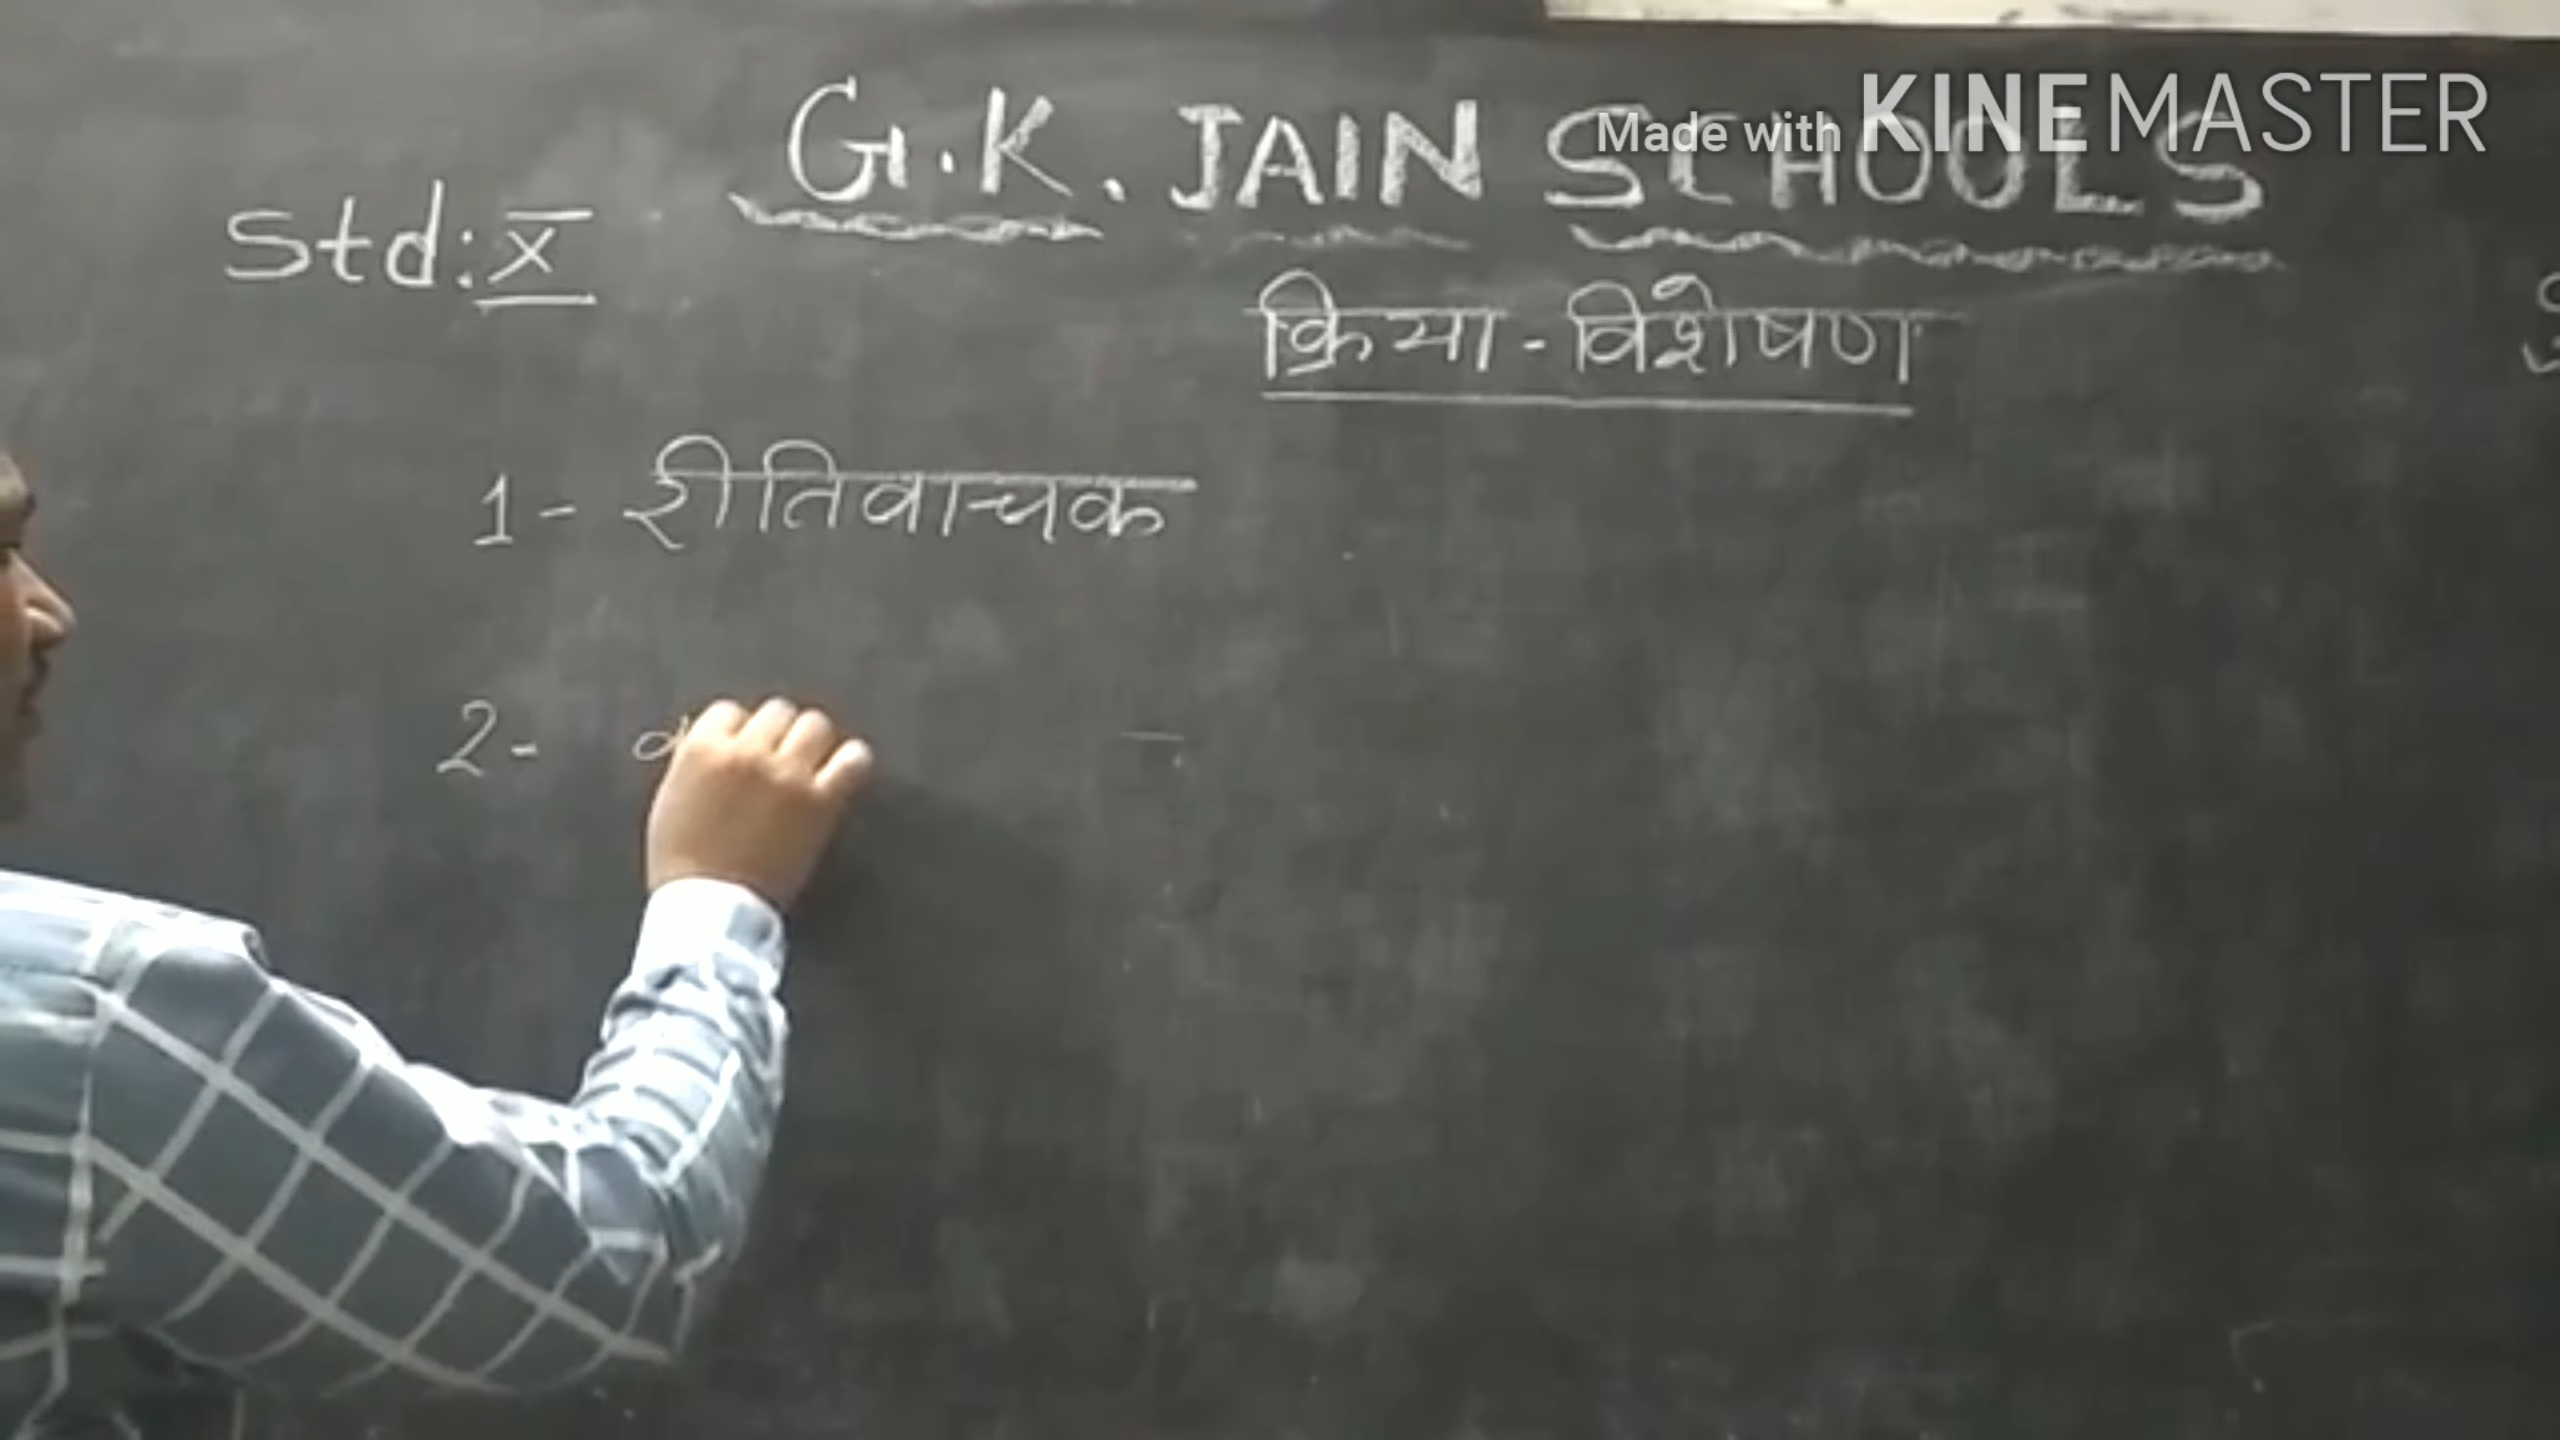 Made with KINEMASTER
G.K. JAIN SCHOOLS
Std: X
क्रिया-विशेषण
1- रीतिवाचक
2-